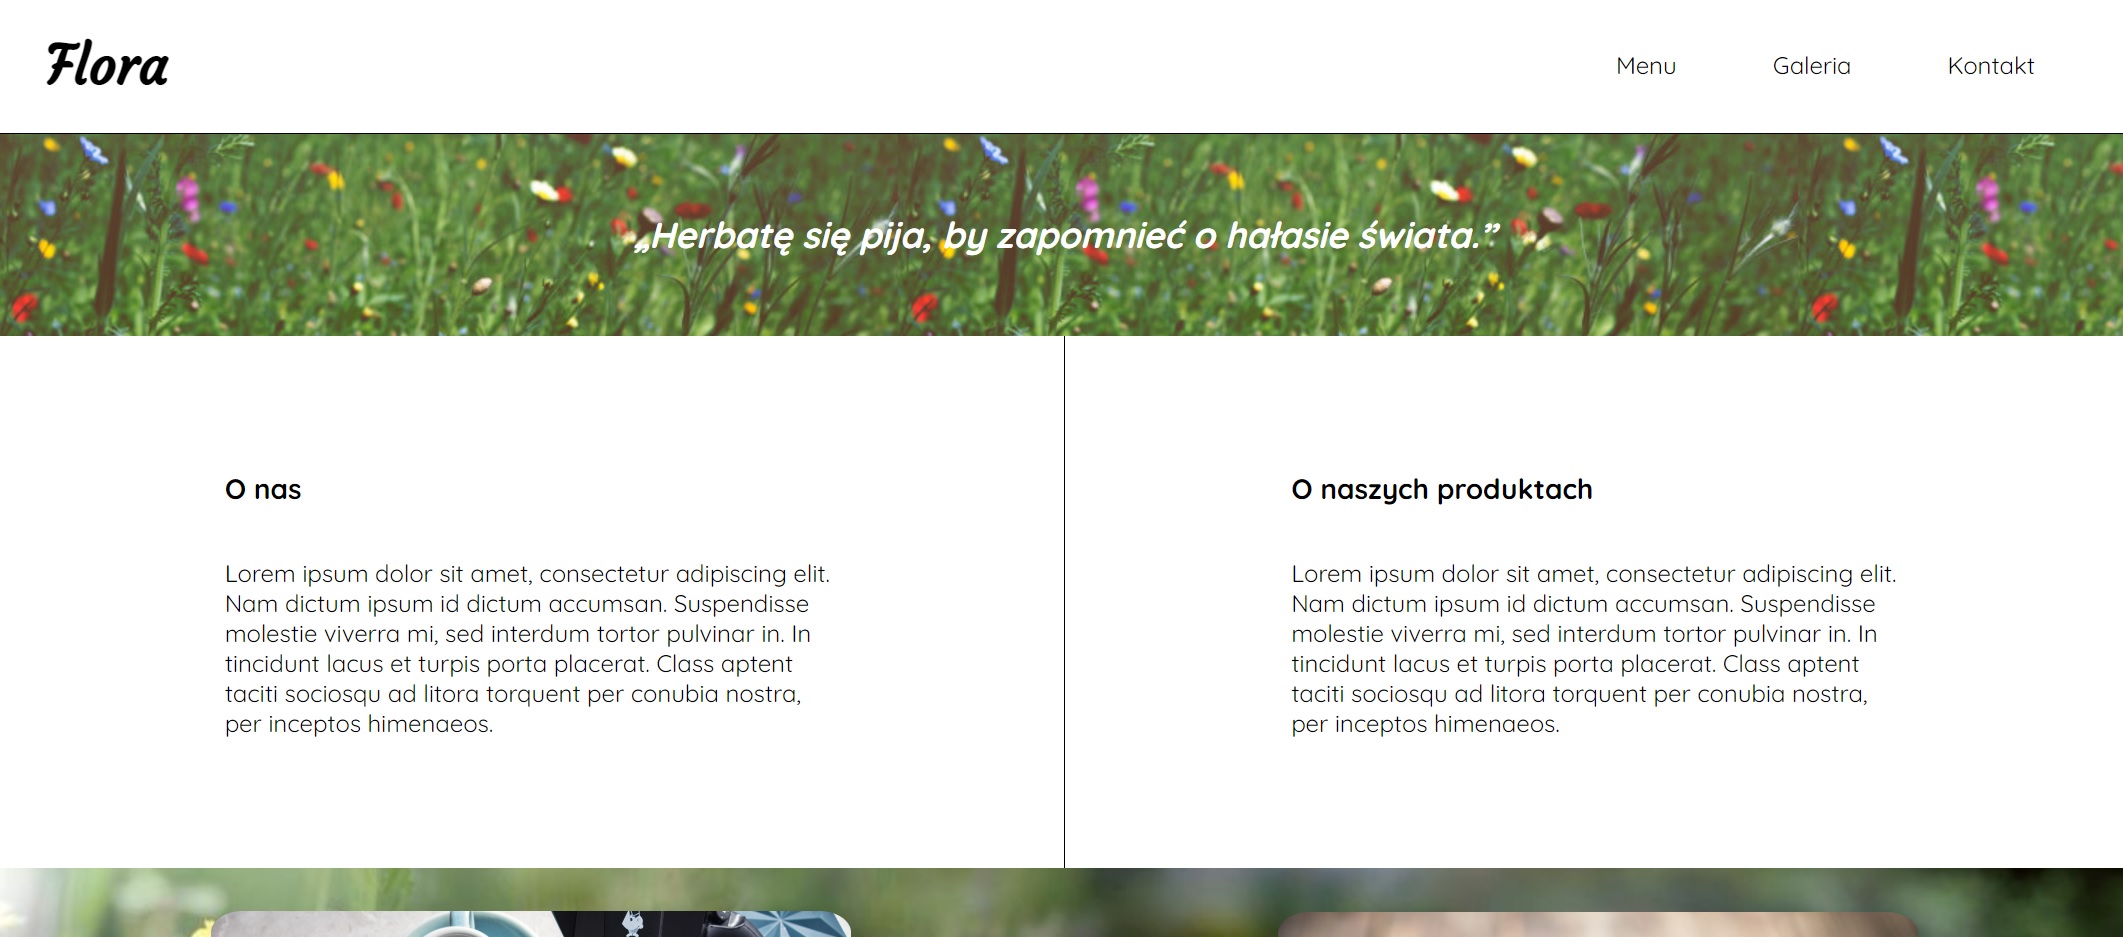 Flora
Menu Galeria Kontakt
„Herbatę się pija, by zapomnieć o hałasie świata.”
O nas
Lorem ipsum dolor sit amet, consectetur adipiscing elit.
Nam dictum ipsum id dictum accumsan. Suspendisse
molestie viverra mi, sed interdum tortor pulvinar in. In
tincidunt lacus et turpis porta placerat. Class aptent
taciti sociosqu ad litora torquent per conubia nostra,
per inceptos himenaeos.
O naszych produktach
Lorem ipsum dolor sit amet, consectetur adipiscing elit.
Nam dictum ipsum id dictum accumsan. Suspendisse
molestie viverra mi, sed interdum tortor pulvinar in. In
tincidunt lacus et turpis porta placerat. Class aptent
taciti sociosqu ad litora torquent per conubia nostra,
per inceptos himenaeos.